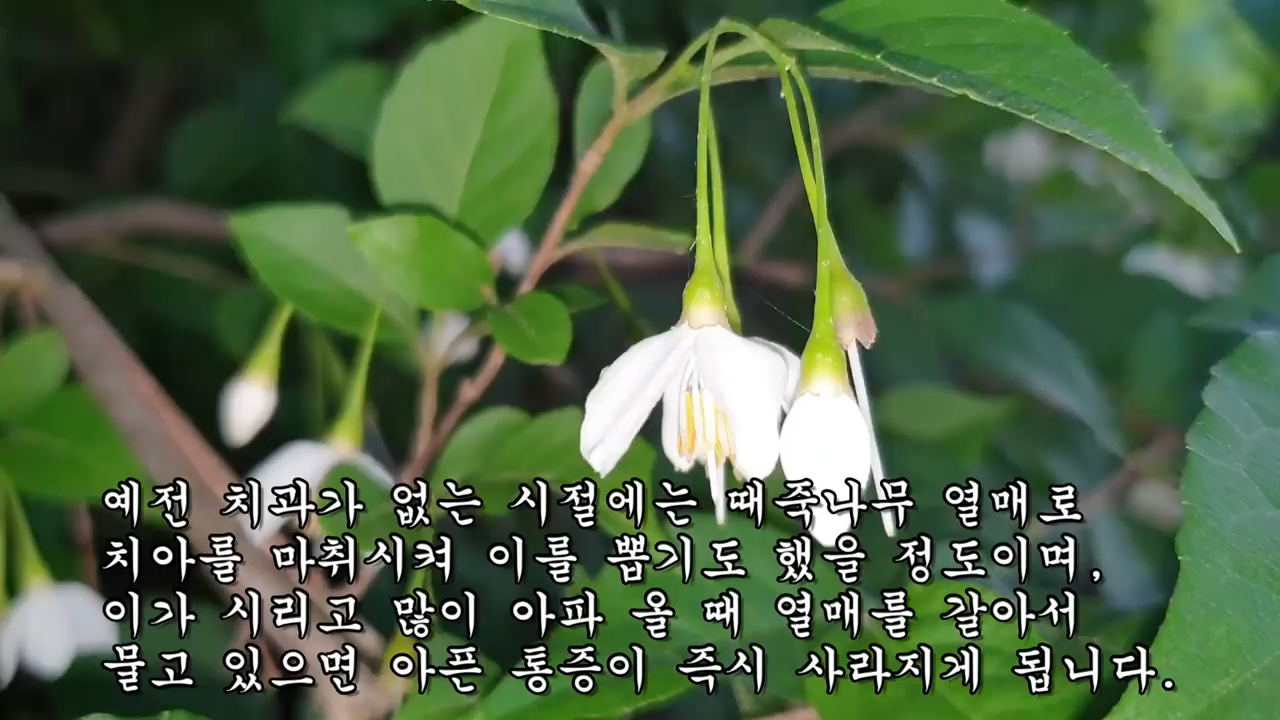 예전 치과가 없는 시절에는 때죽나무 열매로
치아를 마취시켜 이를 뽑기도 했을 정도이며,
이가 시리고 많이 아파 올 때 열매를 갈아서
물고 있으면 아픈 통증이 즉시 사라지게 됩니다.